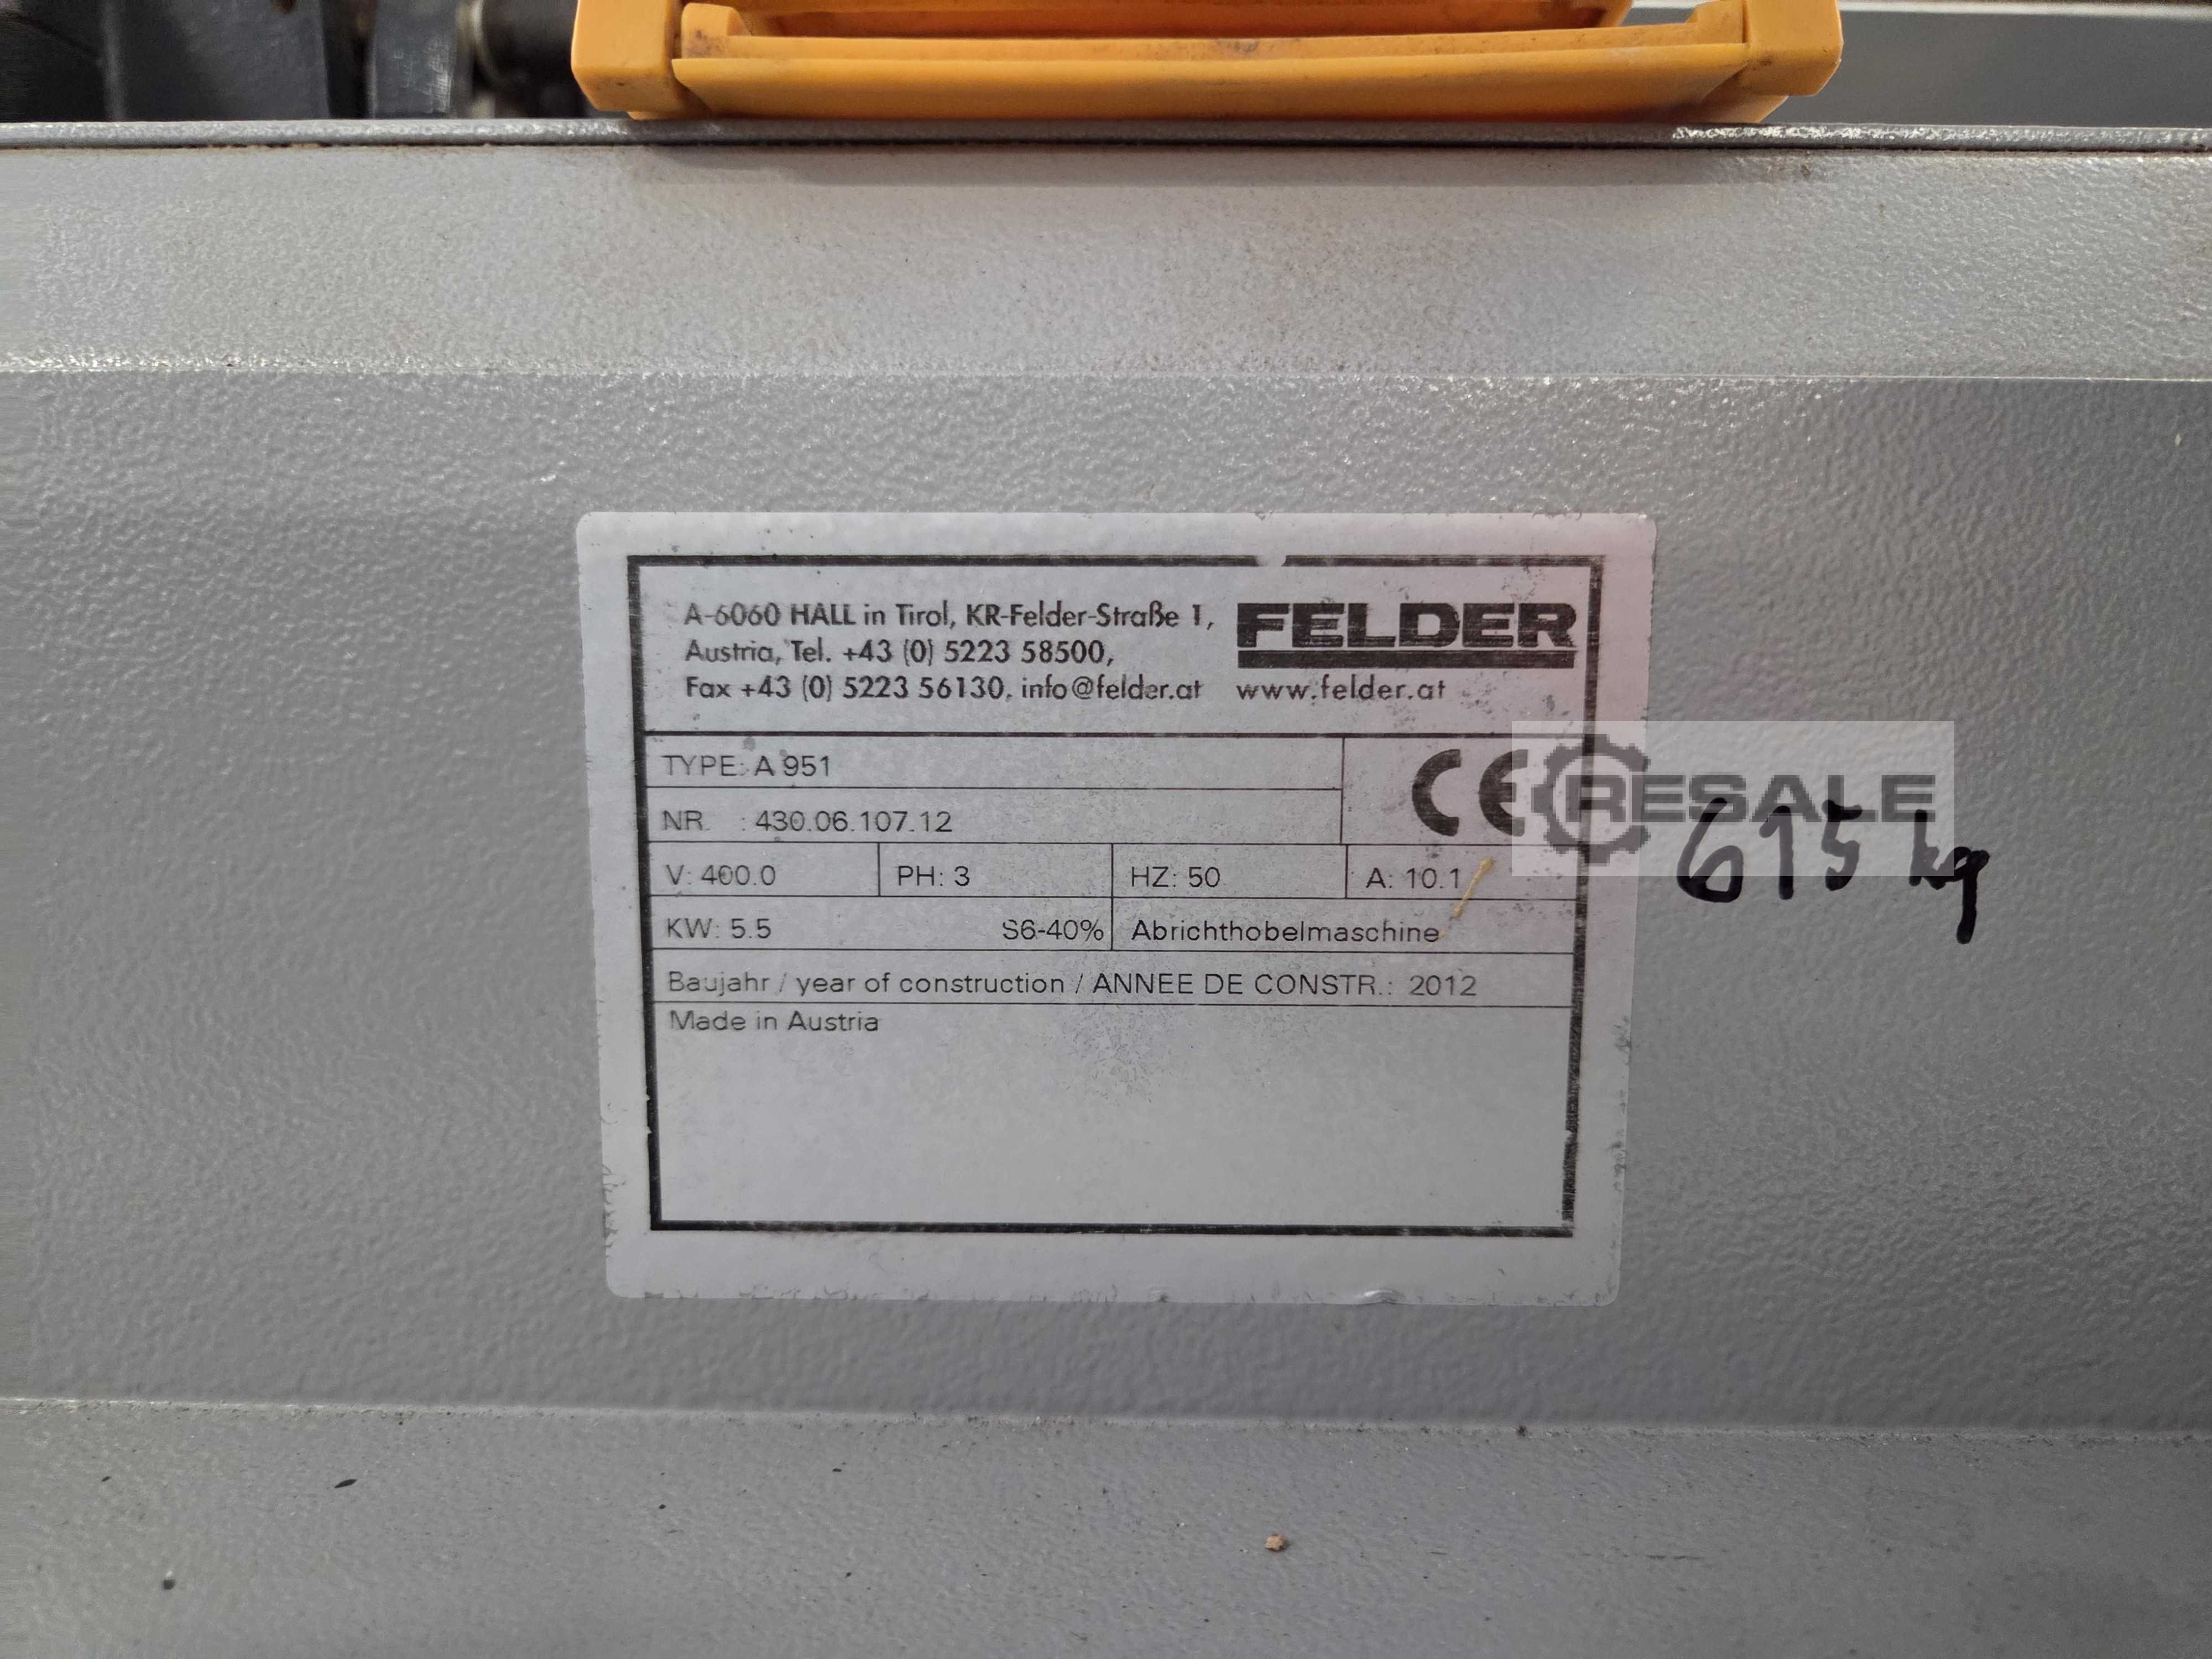 A-6060 HALL in Tirol, KR-Felder-Straße 1,
Austria, Tel. +43 (0) 5223 58500,
Fax +43 (0) 5223 56130, info@felder.at
FELDER
www.felder.at
TYPE: A 951
NR. : 430.06.107.12
CE
V: 400.0 PH: 3 HZ: 50 A: 10.1
KW: 5.5 S6-40% Abrichthobelmaschine
Baujahr / year of construction / ANNEE DE CONSTR.: 2012
Made in Austria
RESALE
615 kg